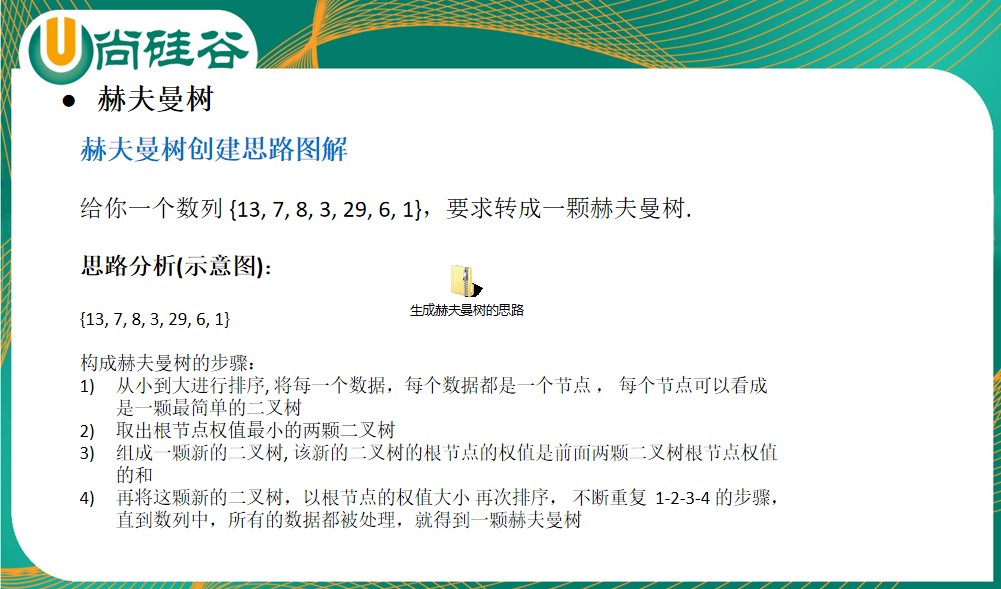 尚硅谷
● 赫夫曼树
赫夫曼树创建思路图解
给你一个数列 {13, 7, 8, 3, 29, 6, 1}，要求转成一颗赫夫曼树.
思路分析(示意图)：
生成赫夫曼树的思路
{13, 7, 8, 3, 29, 6, 1}
构成赫夫曼树的步骤：
1) 从小到大进行排序, 将每一个数据，每个数据都是一个节点 ， 每个节点可以看成
是一颗最简单的二叉树
2) 取出根节点权值最小的两颗二叉树
3) 组成一颗新的二叉树, 该新的二叉树的根节点的权值是前面两颗二叉树根节点权值
的和
4) 再将这颗新的二叉树，以根节点的权值大小 再次排序， 不断重复 1-2-3-4 的步骤，
直到数列中，所有的数据都被处理，就得到一颗赫夫曼树